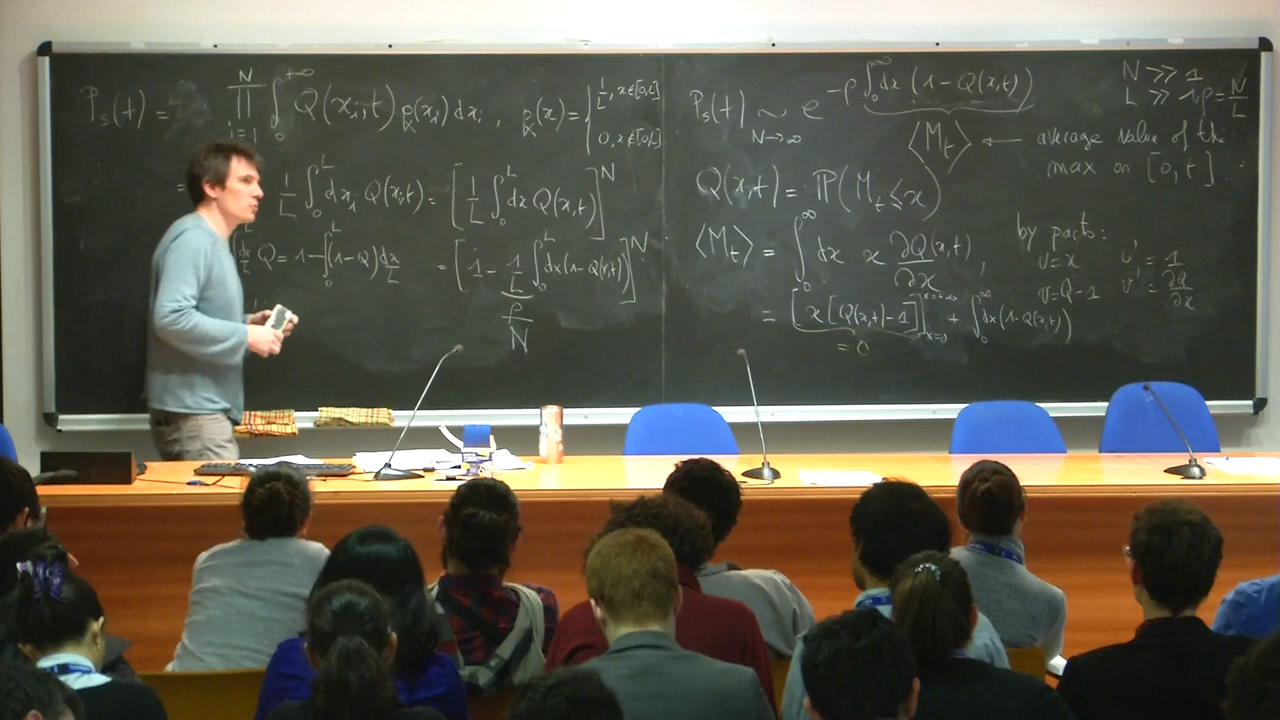 P_s(t) = ∏_{i=1}^{N} ∫_0^{+∞} Q(x_i,t) p_X(x_i) dx_i , p_X(x) = { 1/L, x∈[0,L]
0, x∉[0,L]
= 1/L ∫_0^L dx_i Q(x_i,t) = [1/L ∫_0^L dx Q(x,t)]^N
∫dx/L Q = 1-∫_0^L (1-Q)dx/L = [1 - 1/L ∫_0^L dx(1-Q(x,t))]^N
ρ/N
P_s(t) ~_{N→∞} e^{-ρ∫_0^∞ dx (1-Q(x,t))}
N >> 1
L >> 1, ρ = N/L
⟨M_t⟩ ← average value of the
max on [0,t].
Q(x,t) = ℙ(M_t ⩽ x)
⟨M_t⟩ = ∫_0^∞ dx x ∂Q(x,t)/∂x ,
= [x[Q(x,t)-1]]_{x=0}^{x=+∞} + ∫_0^∞ dx(1-Q(x,t))
= 0
by parts:
u=x u' = 1
v=Q-1 v' = ∂Q/∂x